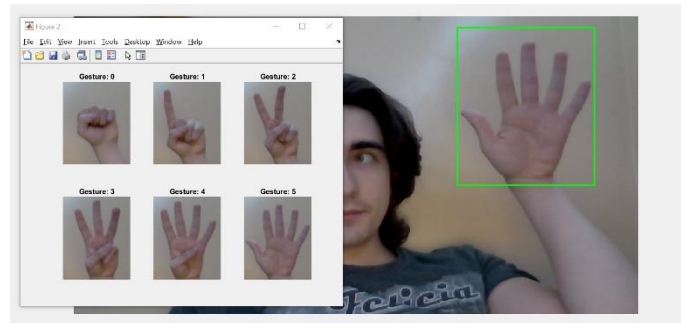 Figure 2
File Edit View Insert Tools Desktop Window Help
Gesture: 0 Gesture: 1 Gesture: 2
Gesture: 3 Gesture: 4 Gesture: 5
Felicia